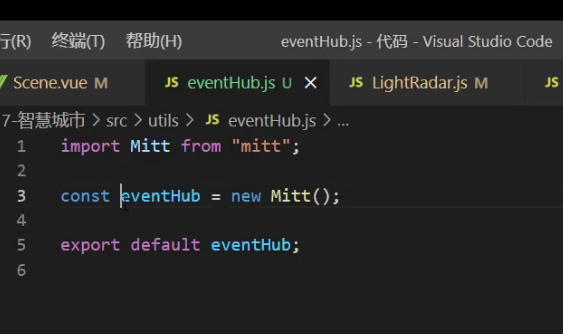 行(R) 终端(T) 帮助(H) eventHub.js - 代码 - Visual Studio Code
Scene.vue M JS eventHub.js U × JS LightRadar.js M JS
7-智慧城市 > src > utils > JS eventHub.js > ...
1 import Mitt from "mitt";
2
3 const eventHub = new Mitt();
4
5 export default eventHub;
6